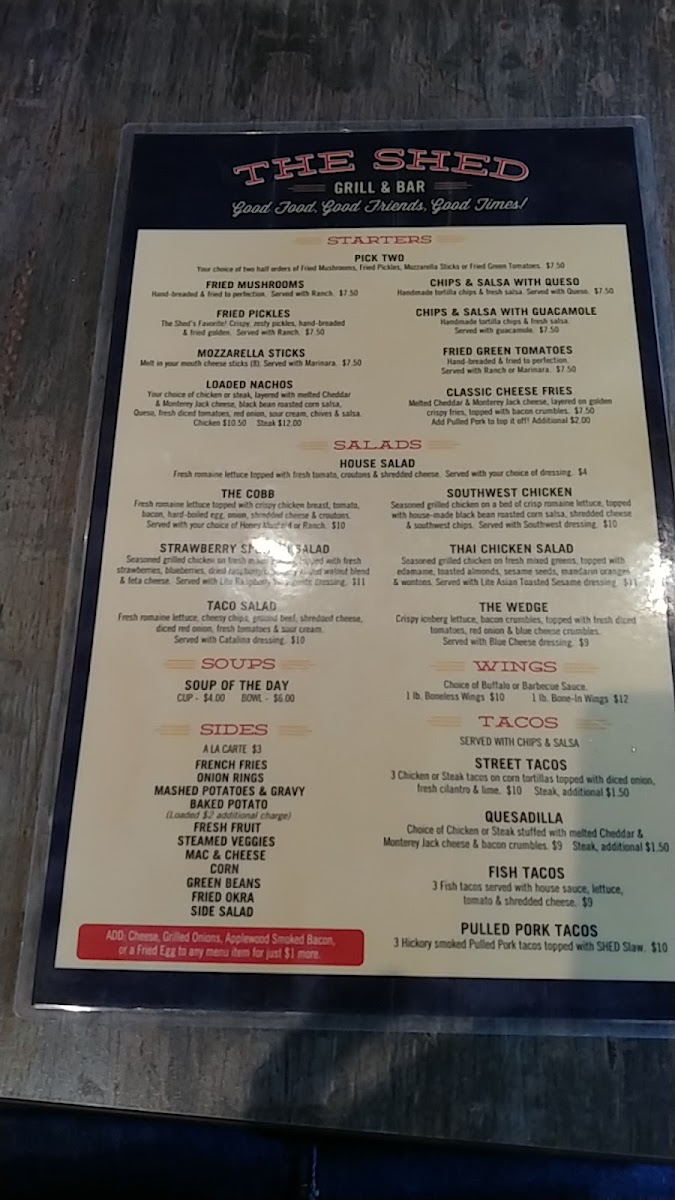 THE SHED
GRILL & BAR
Good Food, Good Friends, Good Times!
STARTERS
PICK TWO
Your choice of two half orders of Fried Mushrooms, Fried Pickles, Mozzarella Sticks or Fried Green Tomatoes. $7.50
FRIED MUSHROOMS
Hand-breaded & fried to perfection. Served with Ranch. $7.50
FRIED PICKLES
The Shed's Favorite! Crispy, zesty pickles, hand-breaded
& fried golden. Served with Ranch. $7.50
MOZZARELLA STICKS
Melt in your mouth cheese sticks (8). Served with Marinara. $7.50
LOADED NACHOS
Your choice of chicken or steak, layered with melted Cheddar
& Monterey Jack cheese, black bean roasted corn salsa,
Queso, fresh diced tomatoes, red onion, sour cream, chives & salsa.
Chicken $10.50 Steak $12.00
CHIPS & SALSA WITH QUESO
Handmade tortilla chips & fresh salsa. Served with Queso. $7.50
CHIPS & SALSA WITH GUACAMOLE
Handmade tortilla chips & fresh salsa.
Served with guacamole. $7.50
FRIED GREEN TOMATOES
Hand-breaded & fried to perfection.
Served with Ranch or Marinara. $7.50
CLASSIC CHEESE FRIES
Melted Cheddar & Monterey Jack cheese, layered on golden
crispy fries, topped with bacon crumbles. $7.50
Add Pulled Pork to top it off! Additional $2.00
SALADS
HOUSE SALAD
Fresh romaine lettuce topped with fresh tomato, croutons & shredded cheese. Served with your choice of dressing. $4
THE COBB
Fresh romaine lettuce topped with crispy chicken breast, tomato,
bacon, hard-boiled egg, onion, shredded cheese & croutons.
Served with your choice of Honey Mustard or Ranch. $10
STRAWBERRY SALAD
Seasoned grilled chicken on fresh topped with fresh
strawberries, blueberries, dried walnut blend
& feta cheese. Served with Lite Raspberry dressing. $11
TACO SALAD
Fresh romaine lettuce, cheesy chips, ground beef, shredded cheese,
diced red onion, fresh tomatoes & sour cream.
Served with Catalina dressing. $10
SOUTHWEST CHICKEN
Seasoned grilled chicken on a bed of crisp romaine lettuce, topped
with house-made black bean roasted corn salsa, shredded cheese
& southwest chips. Served with Southwest dressing. $10
THAI CHICKEN SALAD
Seasoned grilled chicken on fresh mixed greens, topped with
edamame, toasted almonds, sesame seeds, mandarin oranges
& wontons. Served with Lite Asian Toasted Sesame dressing. $11
THE WEDGE
Crispy iceberg lettuce, bacon crumbles, topped with fresh diced
tomatoes, red onion & blue cheese crumbles.
Served with Blue Cheese dressing. $9
SOUPS
SOUP OF THE DAY
CUP - $4.00 BOWL - $6.00
SIDES
A LA CARTE $3
FRENCH FRIES
ONION RINGS
MASHED POTATOES & GRAVY
BAKED POTATO
(Loaded $2 additional charge)
FRESH FRUIT
STEAMED VEGGIES
MAC & CHEESE
CORN
GREEN BEANS
FRIED OKRA
SIDE SALAD
ADD: Cheese, Grilled Onions, Applewood Smoked Bacon,
or a Fried Egg to any menu item for just $1 more.
WINGS
Choice of Buffalo or Barbecue Sauce.
1 lb. Boneless Wings $10 1 lb. Bone-In Wings $12
TACOS
SERVED WITH CHIPS & SALSA
STREET TACOS
3 Chicken or Steak tacos on corn tortillas topped with diced onion,
fresh cilantro & lime. $10 Steak, additional $1.50
QUESADILLA
Choice of Chicken or Steak stuffed with melted Cheddar &
Monterey Jack cheese & bacon crumbles. $9 Steak, additional $1.50
FISH TACOS
3 Fish tacos served with house sauce, lettuce,
tomato & shredded cheese. $9
PULLED PORK TACOS
3 Hickory smoked Pulled Pork tacos topped with SHED Slaw. $10